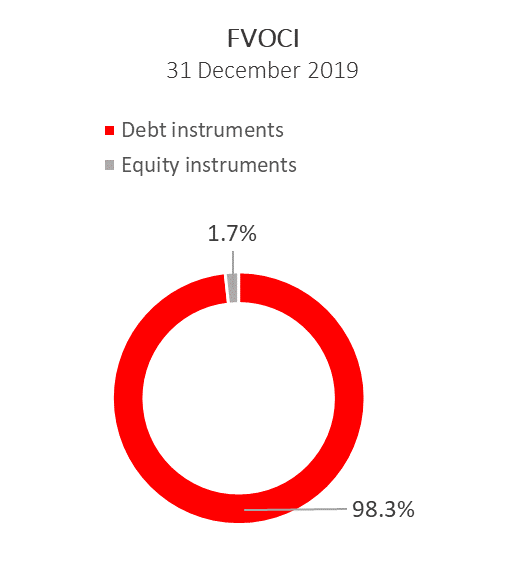 FVOCI
31 December 2019
Debt instruments
Equity instruments
1.7%
98.3%